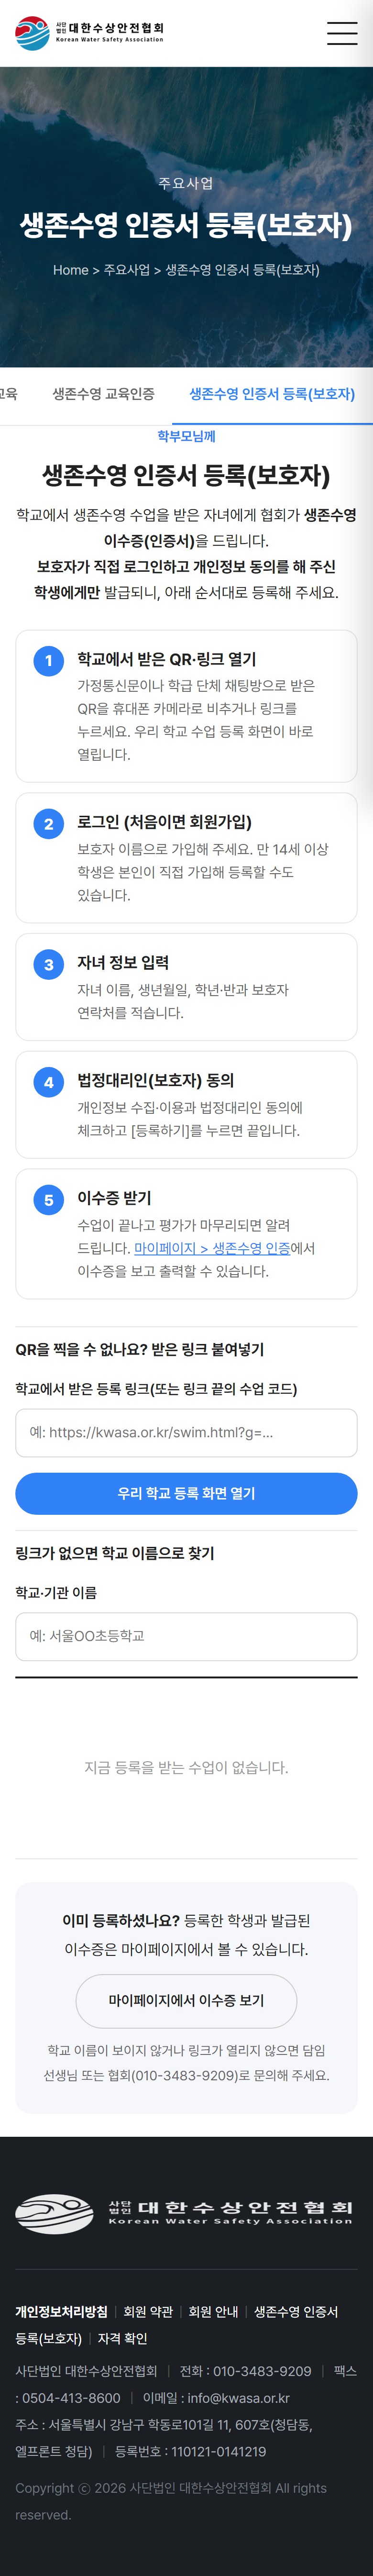 사단법인 대한수상안전협회
Korean Water Safety Association
주요사업
생존수영 인증서 등록(보호자)
Home > 주요사업 > 생존수영 인증서 등록(보호자)
교육 생존수영 교육인증 생존수영 인증서 등록(보호자)
학부모님께
생존수영 인증서 등록(보호자)
학교에서 생존수영 수업을 받은 자녀에게 협회가 생존수영
이수증(인증서)을 드립니다.
보호자가 직접 로그인하고 개인정보 동의를 해 주신
학생에게만 발급되니, 아래 순서대로 등록해 주세요.
1 학교에서 받은 QR·링크 열기
가정통신문이나 학급 단체 채팅방으로 받은
QR을 휴대폰 카메라로 비추거나 링크를
누르세요. 우리 학교 수업 등록 화면이 바로
열립니다.
2 로그인 (처음이면 회원가입)
보호자 이름으로 가입해 주세요. 만 14세 이상
학생은 본인이 직접 가입해 등록할 수도
있습니다.
3 자녀 정보 입력
자녀 이름, 생년월일, 학년·반과 보호자
연락처를 적습니다.
4 법정대리인(보호자) 동의
개인정보 수집·이용과 법정대리인 동의에
체크하고 [등록하기]를 누르면 끝입니다.
5 이수증 받기
수업이 끝나고 평가가 마무리되면 알려
드립니다. 마이페이지 > 생존수영 인증에서
이수증을 보고 출력할 수 있습니다.
QR을 찍을 수 없나요? 받은 링크 붙여넣기
학교에서 받은 등록 링크(또는 링크 끝의 수업 코드)
예: https://kwasa.or.kr/swim.html?g=...
우리 학교 등록 화면 열기
링크가 없으면 학교 이름으로 찾기
학교·기관 이름
예: 서울OO초등학교
지금 등록을 받는 수업이 없습니다.
이미 등록하셨나요? 등록한 학생과 발급된
이수증은 마이페이지에서 볼 수 있습니다.
마이페이지에서 이수증 보기
학교 이름이 보이지 않거나 링크가 열리지 않으면 담임
선생님 또는 협회(010-3483-9209)로 문의해 주세요.
사단법인 대한수상안전협회
Korean Water Safety Association
개인정보처리방침 | 회원 약관 | 회원 안내 | 생존수영 인증서
등록(보호자) | 자격 확인
사단법인 대한수상안전협회 | 전화 : 010-3483-9209 | 팩스
: 0504-413-8600 | 이메일 : info@kwasa.or.kr
주소 : 서울특별시 강남구 학동로101길 11, 607호(청담동,
엘프론트 청담) | 등록번호 : 110121-0141219
Copyright ⓒ 2026 사단법인 대한수상안전협회 All rights
reserved.